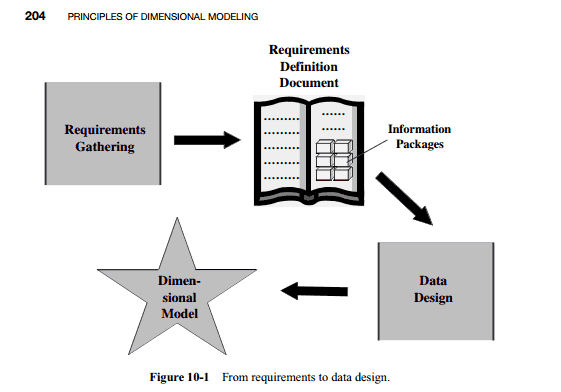 204 PRINCIPLES OF DIMENSIONAL MODELING
Requirements
Definition
Document
Requirements
Gathering
Information
Packages
Data
Design
Dimen-
sional
Model
Figure 10-1 From requirements to data design.